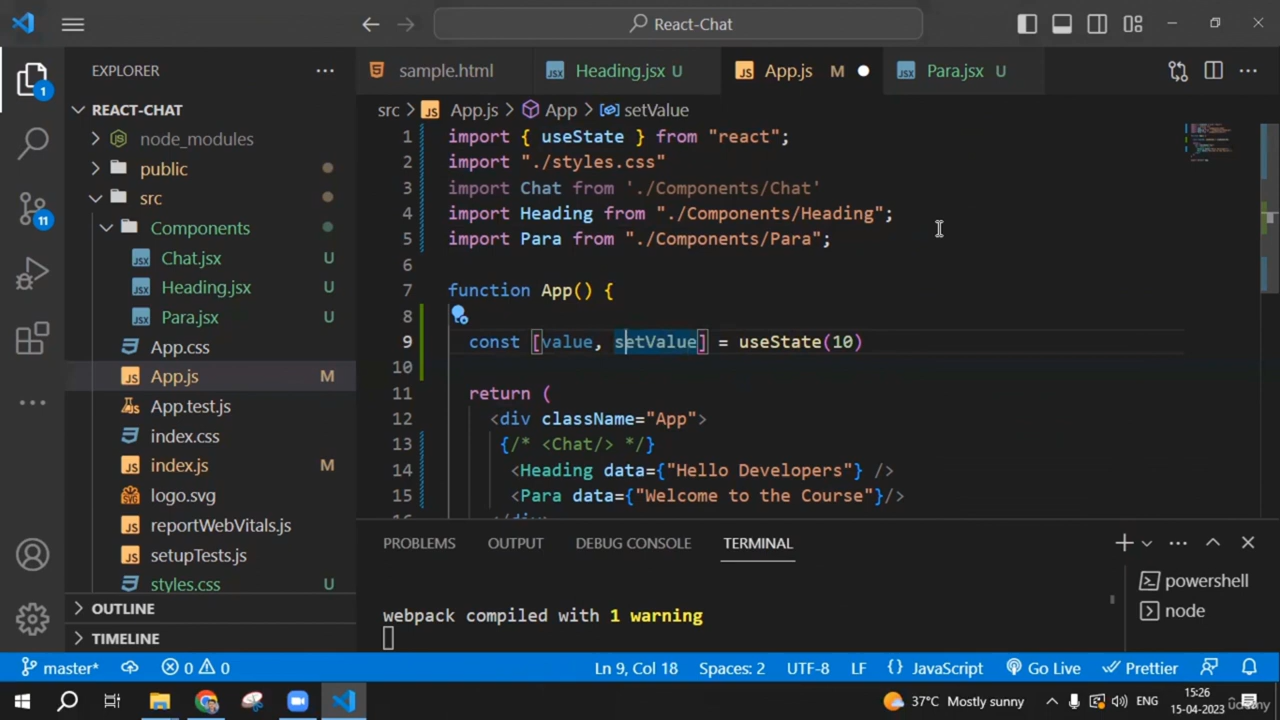 React-Chat
EXPLORER
sample.html
Heading.jsx U
App.js M
Para.jsx U
REACT-CHAT
src > App.js > App > setValue
node_modules
public
src
Components
Chat.jsx U
Heading.jsx U
Para.jsx U
App.css
App.js M
App.test.js
index.css
index.js M
logo.svg
reportWebVitals.js
setupTests.js
styles.css U
OUTLINE
TIMELINE
1
11
1 import { useState } from "react";
2 import "./styles.css"
3 import Chat from './Components/Chat'
4 import Heading from "./Components/Heading";
5 import Para from "./Components/Para";
6
7 function App() {
8
9 const [value, setValue] = useState(10)
10
11 return (
12 <div className="App">
13 {/* <Chat/> */}
14 <Heading data={"Hello Developers"} />
15 <Para data={"Welcome to the Course"}/>
16 </div>
PROBLEMS OUTPUT DEBUG CONSOLE TERMINAL
webpack compiled with 1 warning
powershell
node
master* 0 0 Ln 9, Col 18 Spaces: 2 UTF-8 LF {} JavaScript Go Live Prettier
37°C Mostly sunny ENG 15:26
15-04-2023
udemy